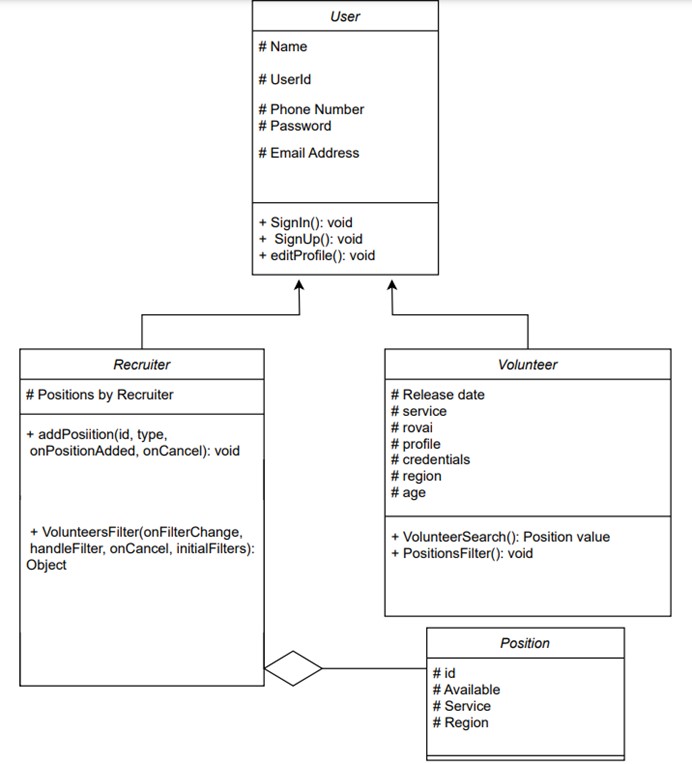 User
# Name
# UserId
# Phone Number
# Password
# Email Address
+ SignIn(): void
+ SignUp(): void
+ editProfile(): void
Recruiter
# Positions by Recruiter
+ addPosiition(id, type,
onPositionAdded, onCancel): void
+ VolunteersFilter(onFilterChange,
handleFilter, onCancel, initialFilters):
Object
Volunteer
# Release date
# service
# rovai
# profile
# credentials
# region
# age
+ VolunteerSearch(): Position value
+ PositionsFilter(): void
Position
# id
# Available
# Service
# Region